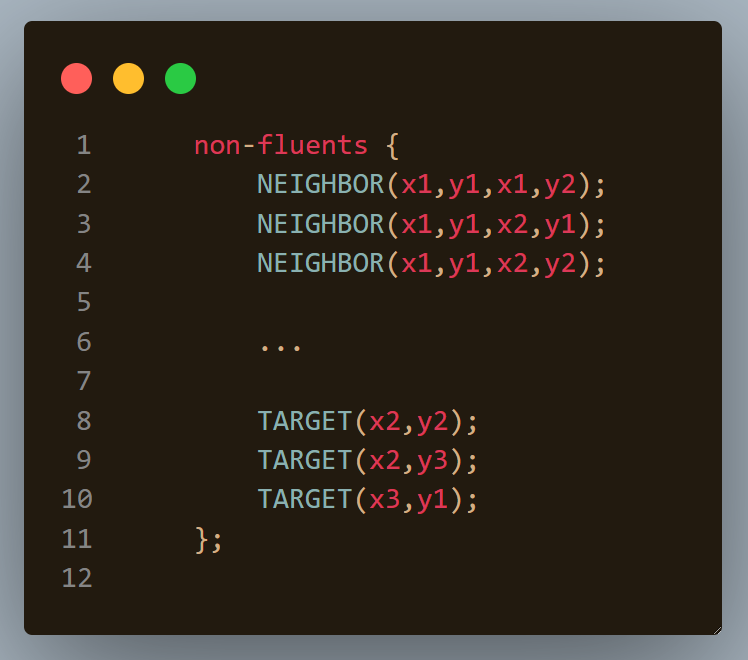 1 non-fluents {
2 NEIGHBOR(x1,y1,x1,y2);
3 NEIGHBOR(x1,y1,x2,y1);
4 NEIGHBOR(x1,y1,x2,y2);
5
6 ...
7
8 TARGET(x2,y2);
9 TARGET(x2,y3);
10 TARGET(x3,y1);
11 };
12